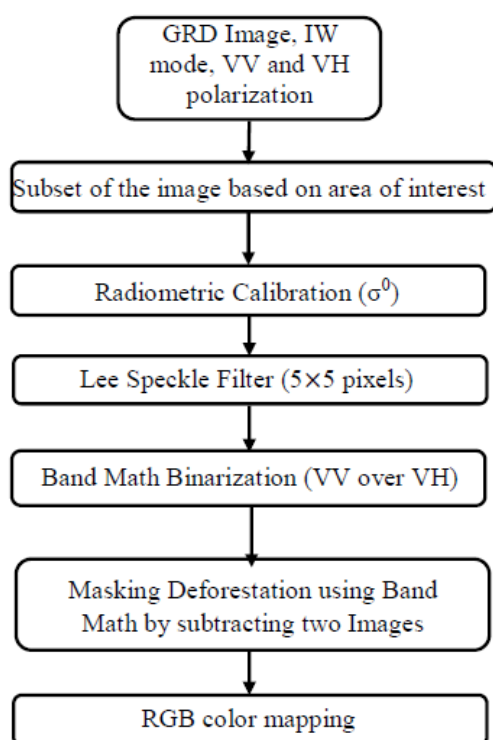 GRD Image, IW
mode, VV and VH
polarization
Subset of the image based on area of interest
Radiometric Calibration (σ⁰)
Lee Speckle Filter (5×5 pixels)
Band Math Binarization (VV over VH)
Masking Deforestation using Band
Math by subtracting two Images
RGB color mapping